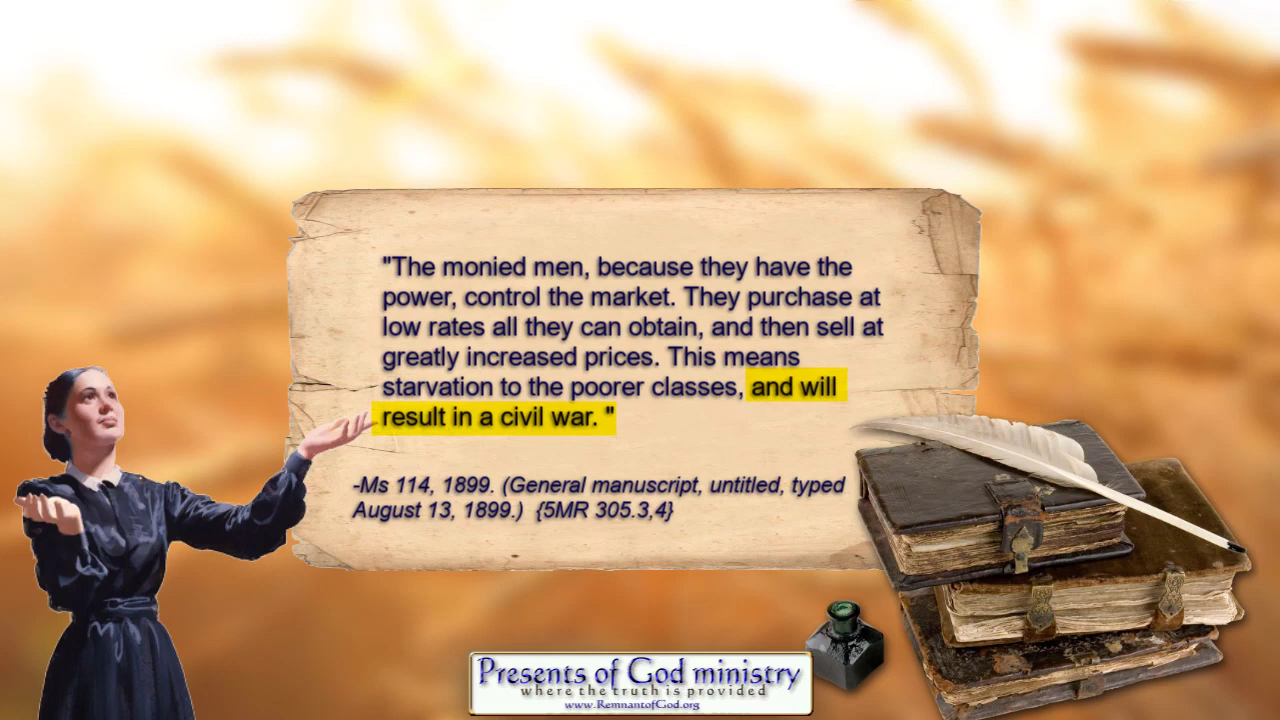 "The monied men, because they have the
power, control the market. They purchase at
low rates all they can obtain, and then sell at
greatly increased prices. This means
starvation to the poorer classes, and will
result in a civil war. "
-Ms 114, 1899. (General manuscript, untitled, typed
August 13, 1899.)  {5MR 305.3,4}
Presents of God ministry
where the truth is provided
www.RemnantofGod.org